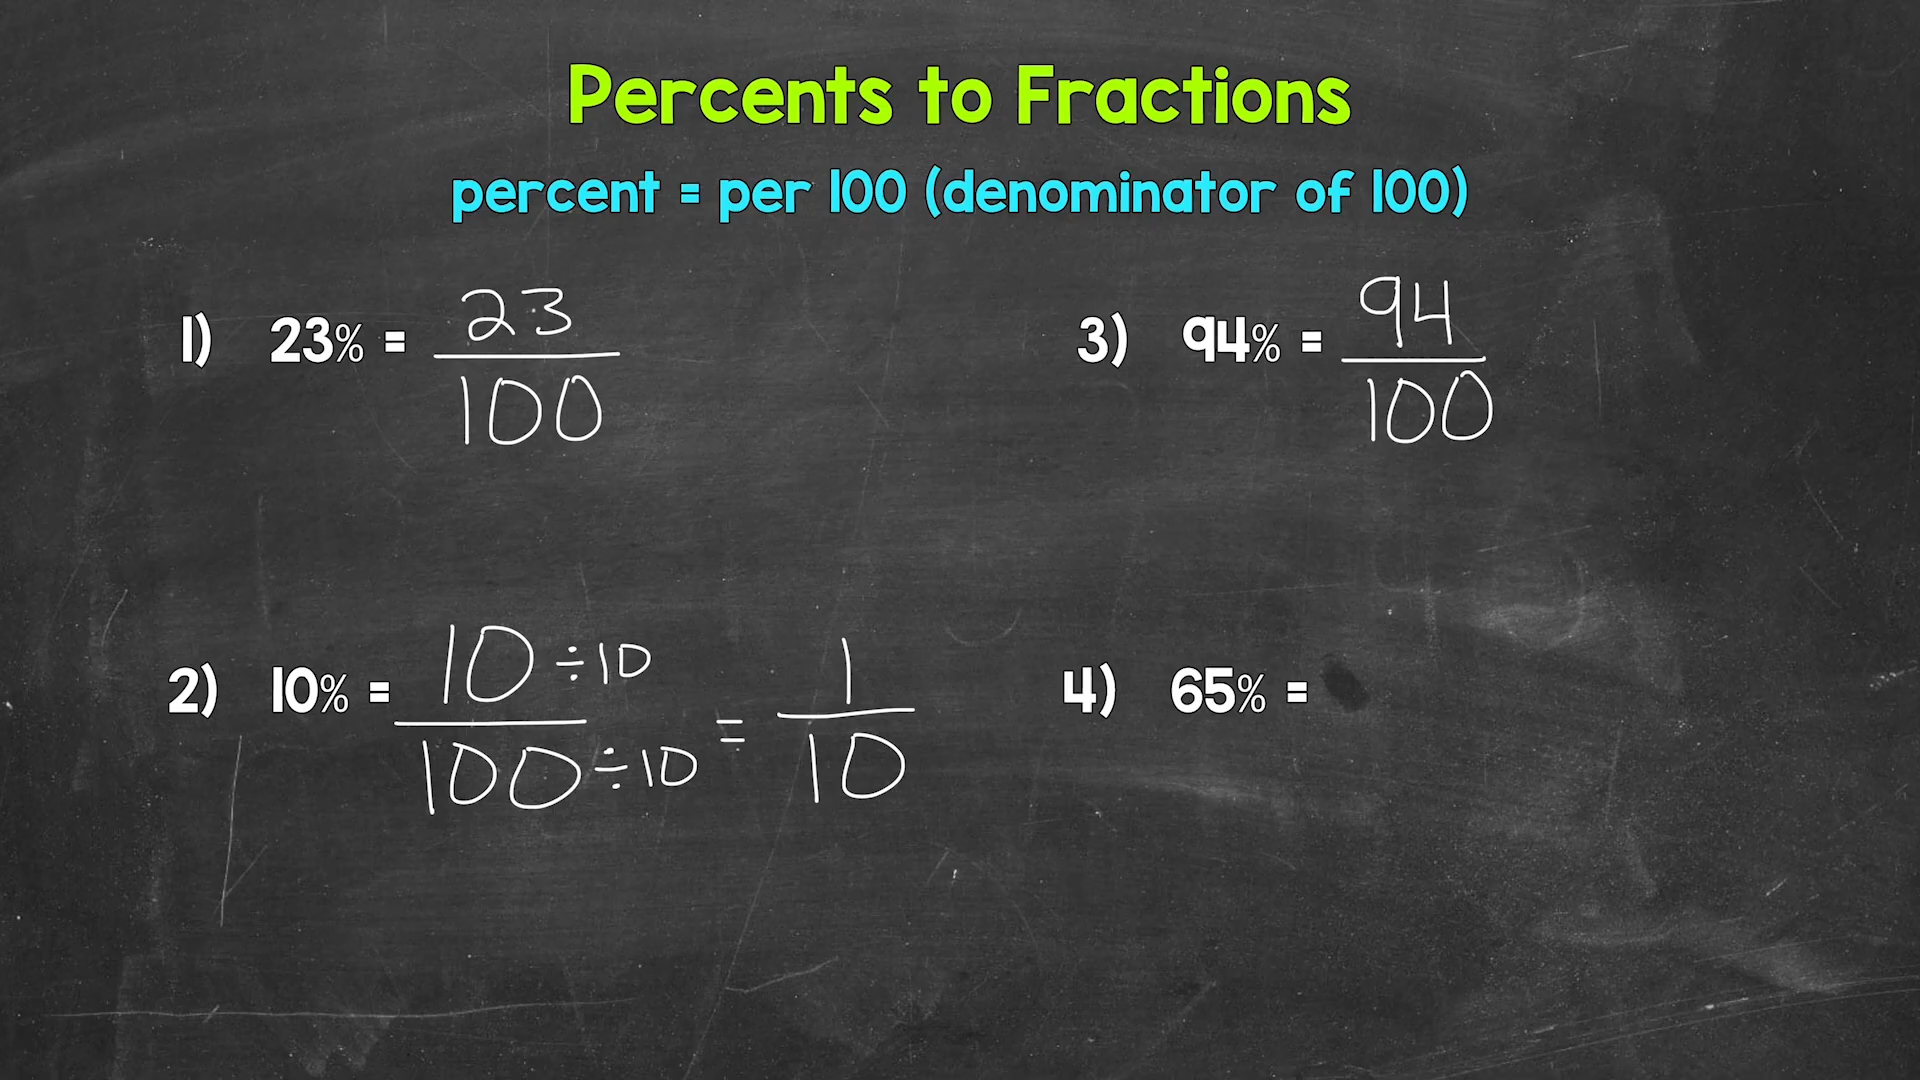 Percents to Fractions
percent = per 100 (denominator of 100)
1) 23% = 23/100
3) 94% = 94/100
2) 10% = 10÷10/100÷10 = 1/10
4) 65% =